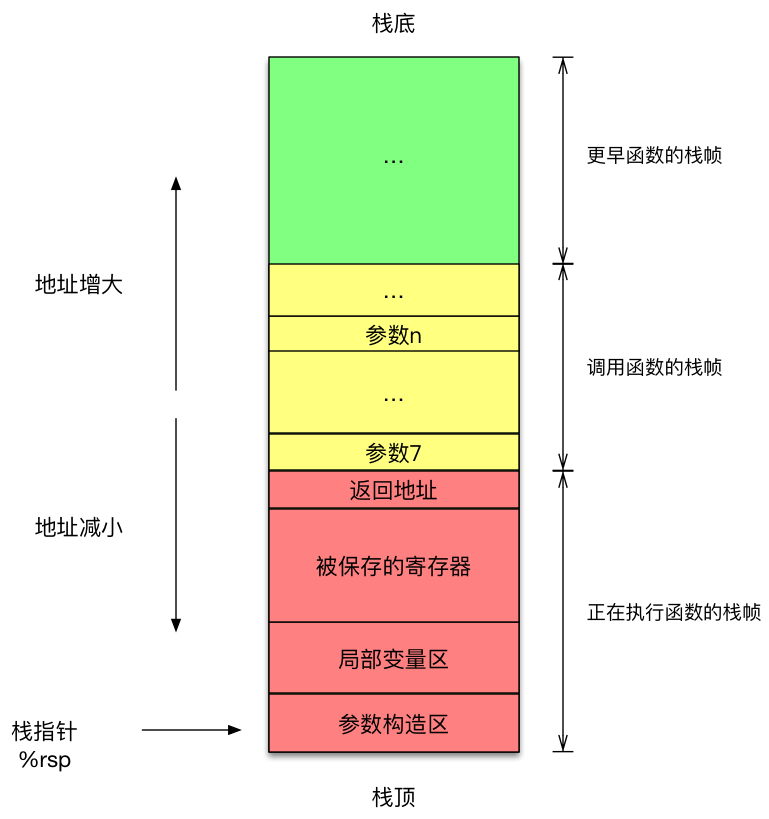 栈底
…
更早函数的栈帧
地址增大
…
参数n
…
调用函数的栈帧
参数7
返回地址
地址减小
被保存的寄存器
正在执行函数的栈帧
局部变量区
参数构造区
栈指针
%rsp
栈顶